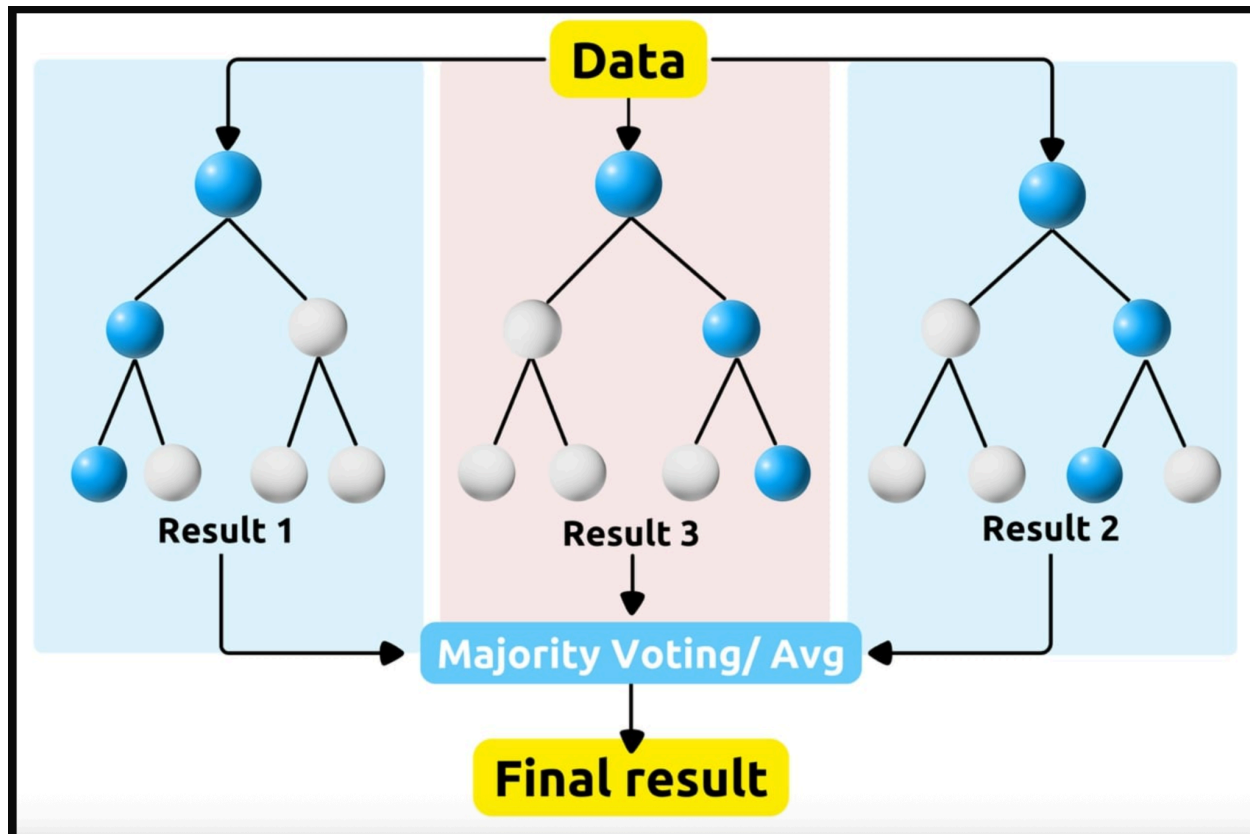 Data
Result 1
Result 3
Result 2
Majority Voting/ Avg
Final result